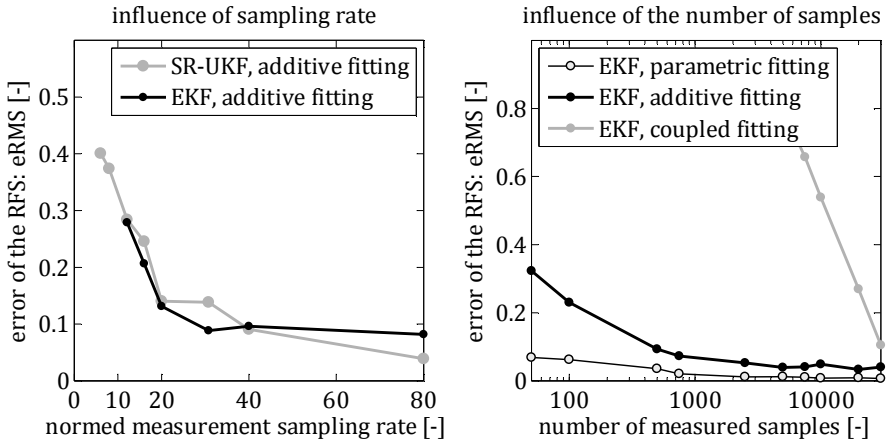 influence of sampling rate
SR-UKF, additive fitting
EKF, additive fitting
error of the RFS: eRMS [-]
0.5
0.4
0.3
0.2
0.1
0
0 10 20 40 60 80
normed measurement sampling rate [-]
influence of the number of samples
EKF, parametric fitting
EKF, additive fitting
EKF, coupled fitting
error of the RFS: eRMS [-]
0.8
0.6
0.4
0.2
0
100 1000 10000
number of measured samples [-]